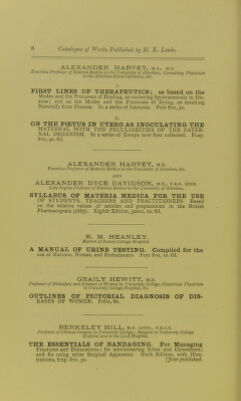 8 Catalogue of Works Published by H. K. Lewis.
ALEXANDER HARVEY, M.A., M.D.
Emeritus Professor of Materia Medica in the University of Aberdeen; Consulting Physician
to the Aberdeen Royal Infirmary, &c.
I.
FIRST LINES OF THERAPEUTICS; as based on the
Modes and the Processes of Healing, as occurring Spontaneously in Dis-
ease; and on the Modes and the Processes of Dying, as resulting
Naturally from Disease. In a series of Lectures. Post 8vo, 5s.
II.
ON THE FŒTUS IN UTERO AS INOCULATING THE
MATERNAL WITH THE PECULIARITIES OF THE PATER-
NAL ORGANISM. In a series of Essays now first collected. Fcap.
8vo, 4s. 6d.
ALEXANDER HARVEY, M.D.
Emeritus Professor of Materia Medica in the University of Aberdeen, &c.
AND
ALEXANDER DYCE DAVIDSON, M.D., F.R.S. EDIN.
Late Regius Professor of Materia Medica in the University of Aberdeen.
SYLLABUS OF MATERIA MEDICA FOR THE USE
OF STUDENTS, TEACHERS AND PRACTITIONERS. Based
on the relative values of articles and preparations in the British
Pharmacopœia (1885). Eighth Edition, 32mo, 1s. 6d.
K. M. HEANLEY.
Matron of Boston Cottage Hospital.
A MANUAL OF URINE TESTING. Compiled for the
use of Matrons, Nurses, and Probationers. Post 8vo, 1s. 6d.
GRAILY HEWITT, M.D.
Professor of Midwifery and Diseases of Women in University College, Obstetrical Physician
to University College Hospital, &c.
OUTLINES OF PICTORIAL DIAGNOSIS OF DIS-
EASES OF WOMEN. Folio, 6s.
BERKELEY HILL, M.B. LOND., F.R.C.S.
Professor of Clinical Surgery in University College; Surgeon to University College
Hospital and to the Lock Hospital.
THE ESSENTIALS OF BANDAGING. For Managing
Fractures and Dislocations; for administering Ether and Chloroform;
and for using other Surgical Apparatus. Sixth Edition, with Illus-
trations, fcap. 8vo, 5s. [Just published.